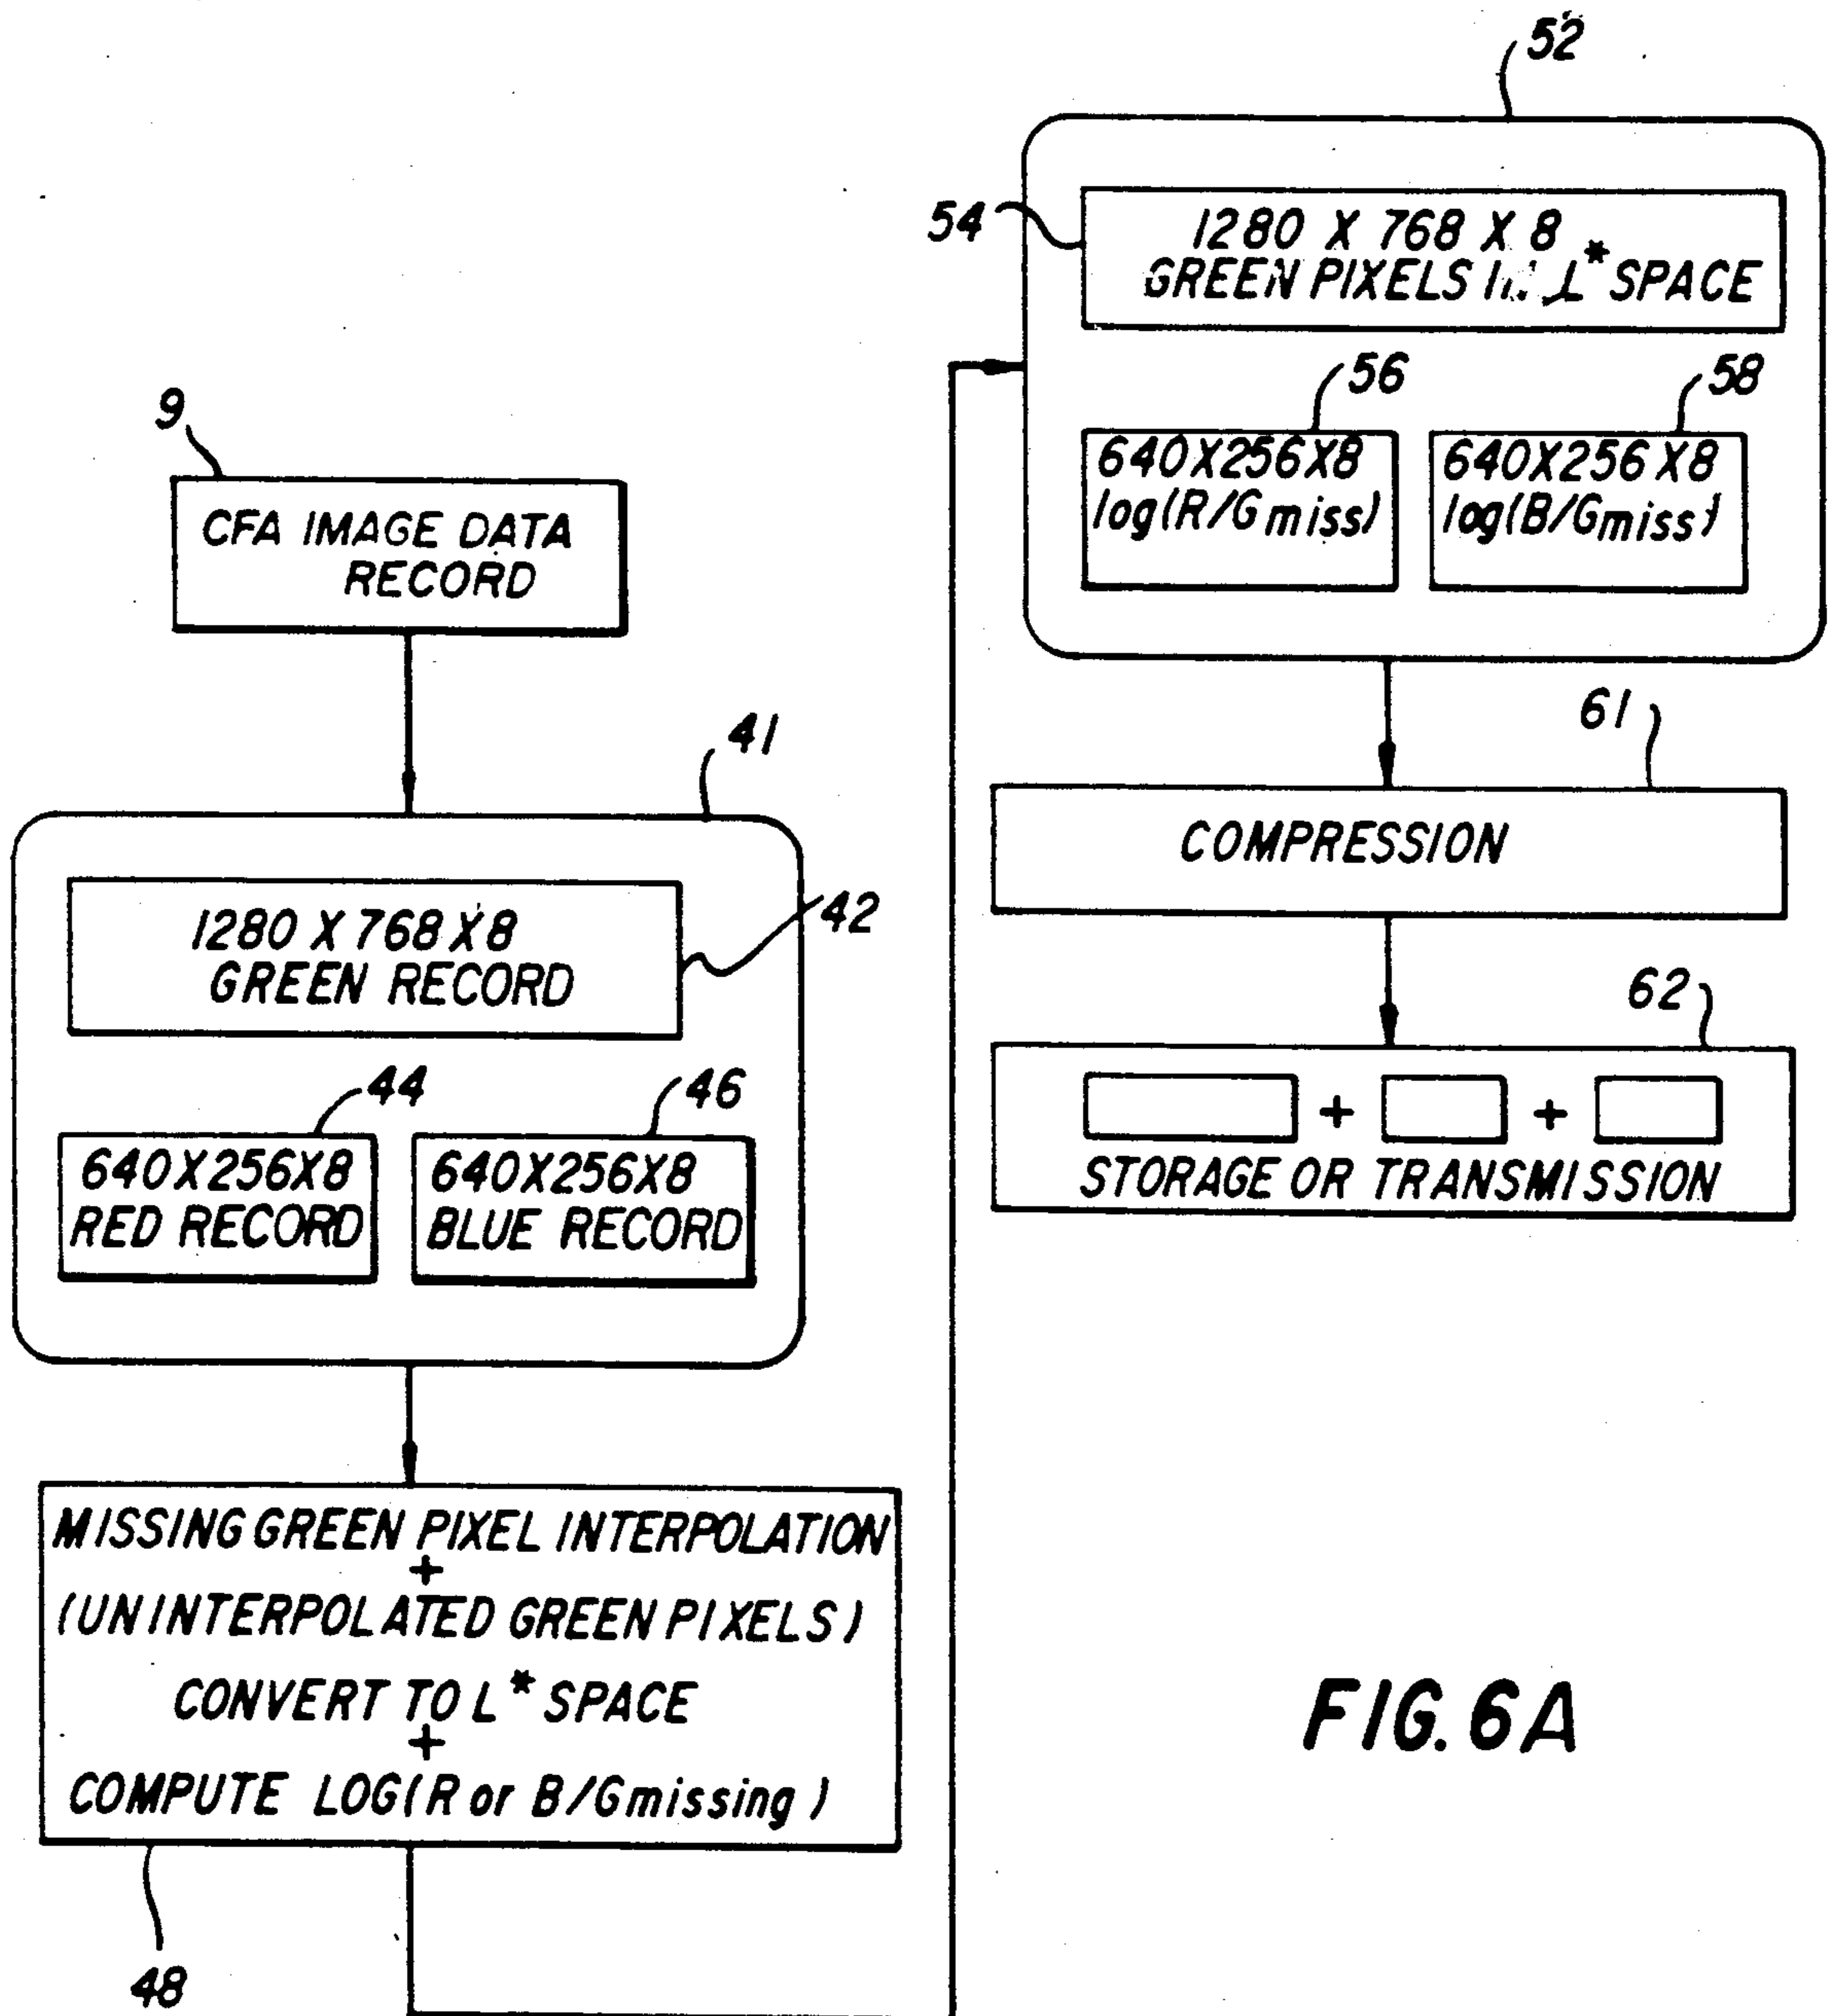 9
CFA IMAGE DATA
RECORD
41
1280 X 768 X 8
GREEN RECORD
42
44
640X256X8
RED RECORD
46
640X256X8
BLUE RECORD
MISSING GREEN PIXEL INTERPOLATION
+
(UNINTERPOLATED GREEN PIXELS)
CONVERT TO L* SPACE
+
COMPUTE LOG(R or B/Gmissing)
48
52
54
1280 X 768 X 8
GREEN PIXELS IN L* SPACE
56
640X256X8
log(R/Gmiss)
58
640X256X8
log(B/Gmiss)
61
COMPRESSION
62
+ +
STORAGE OR TRANSMISSION
FIG. 6A